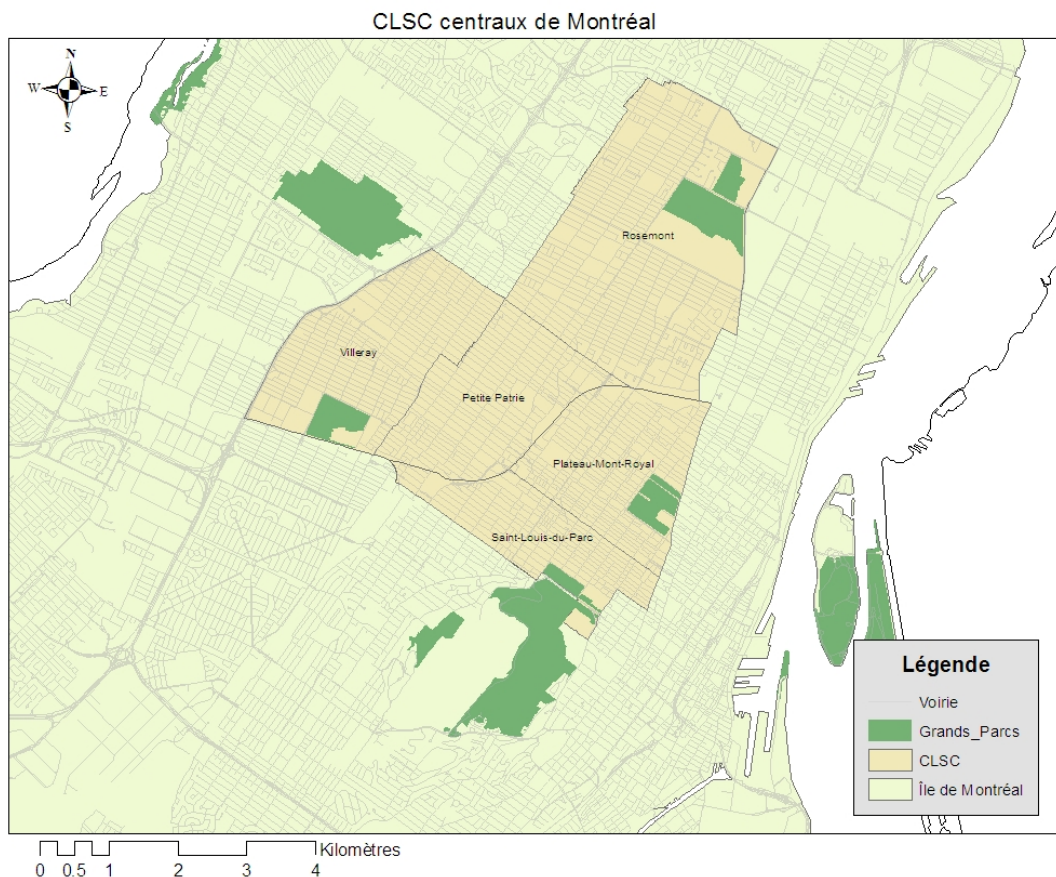 CLSC centraux de Montréal
N
W E
S
Rosemont
Villeray
Petite Patrie
Plateau-Mont-Royal
Saint-Louis-du-Parc
Légende
Voirie
Grands_Parcs
CLSC
Île de Montréal
Kilomètres
0 0.5 1 2 3 4